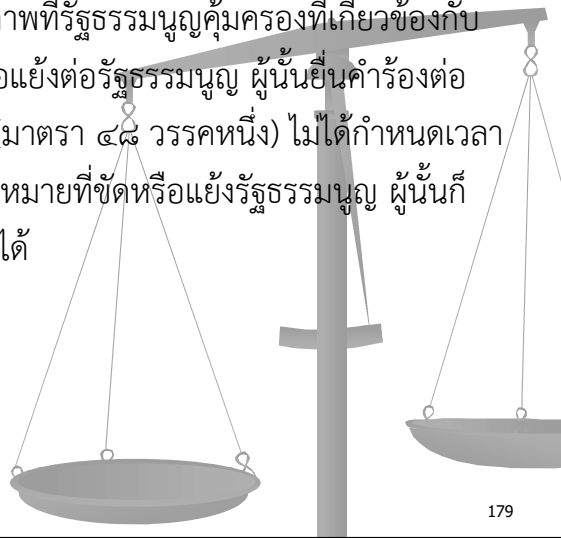 าพที่รัฐธรรมนูญคุ้มครองที่เกี่ยวข้องกับ
อแย้งต่อรัฐธรรมนูญ ผู้นั้นยื่นคำร้องต่อ
(มาตรา ๔๘ วรรคหนึ่ง) ไม่ได้กำหนดเวลา
หมายที่ขัดหรือแย้งรัฐธรรมนูญ ผู้นั้นก็
ได้
179